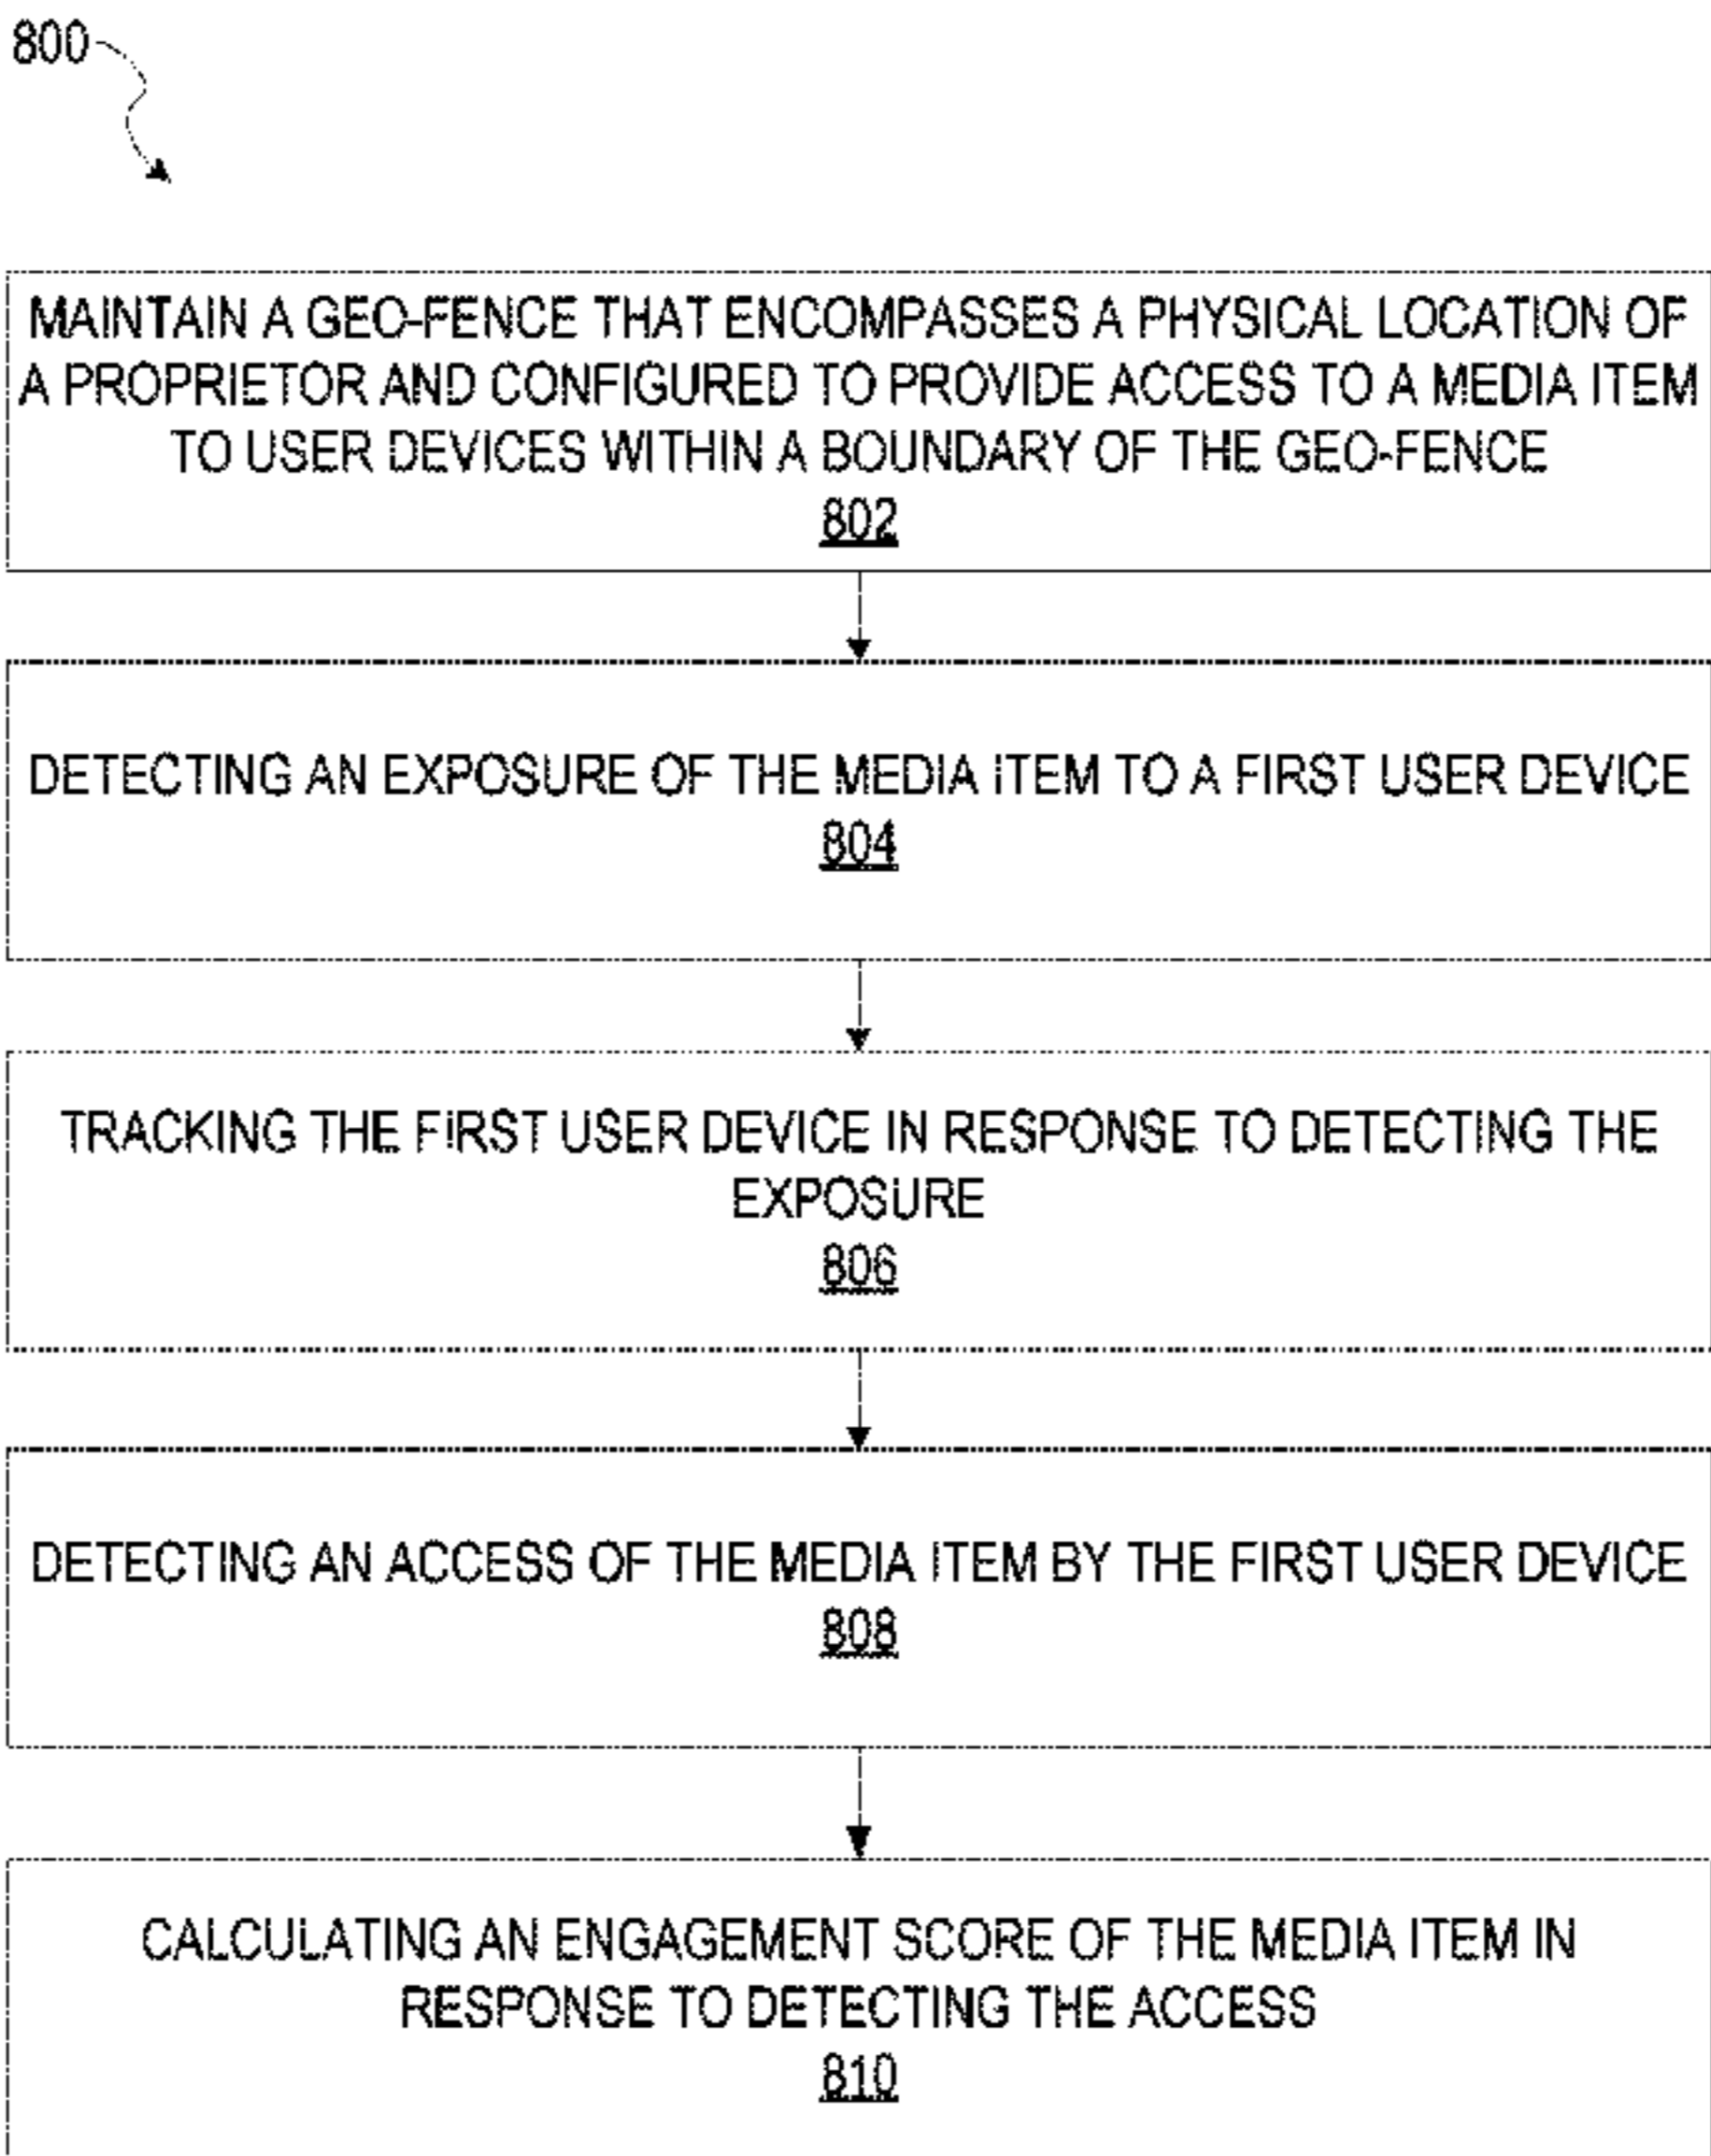 800
MAINTAIN A GEO-FENCE THAT ENCOMPASSES A PHYSICAL LOCATION OF
A PROPRIETOR AND CONFIGURED TO PROVIDE ACCESS TO A MEDIA ITEM
TO USER DEVICES WITHIN A BOUNDARY OF THE GEO-FENCE
802
DETECTING AN EXPOSURE OF THE MEDIA ITEM TO A FIRST USER DEVICE
804
TRACKING THE FIRST USER DEVICE IN RESPONSE TO DETECTING THE
EXPOSURE
806
DETECTING AN ACCESS OF THE MEDIA ITEM BY THE FIRST USER DEVICE
808
CALCULATING AN ENGAGEMENT SCORE OF THE MEDIA ITEM IN
RESPONSE TO DETECTING THE ACCESS
810